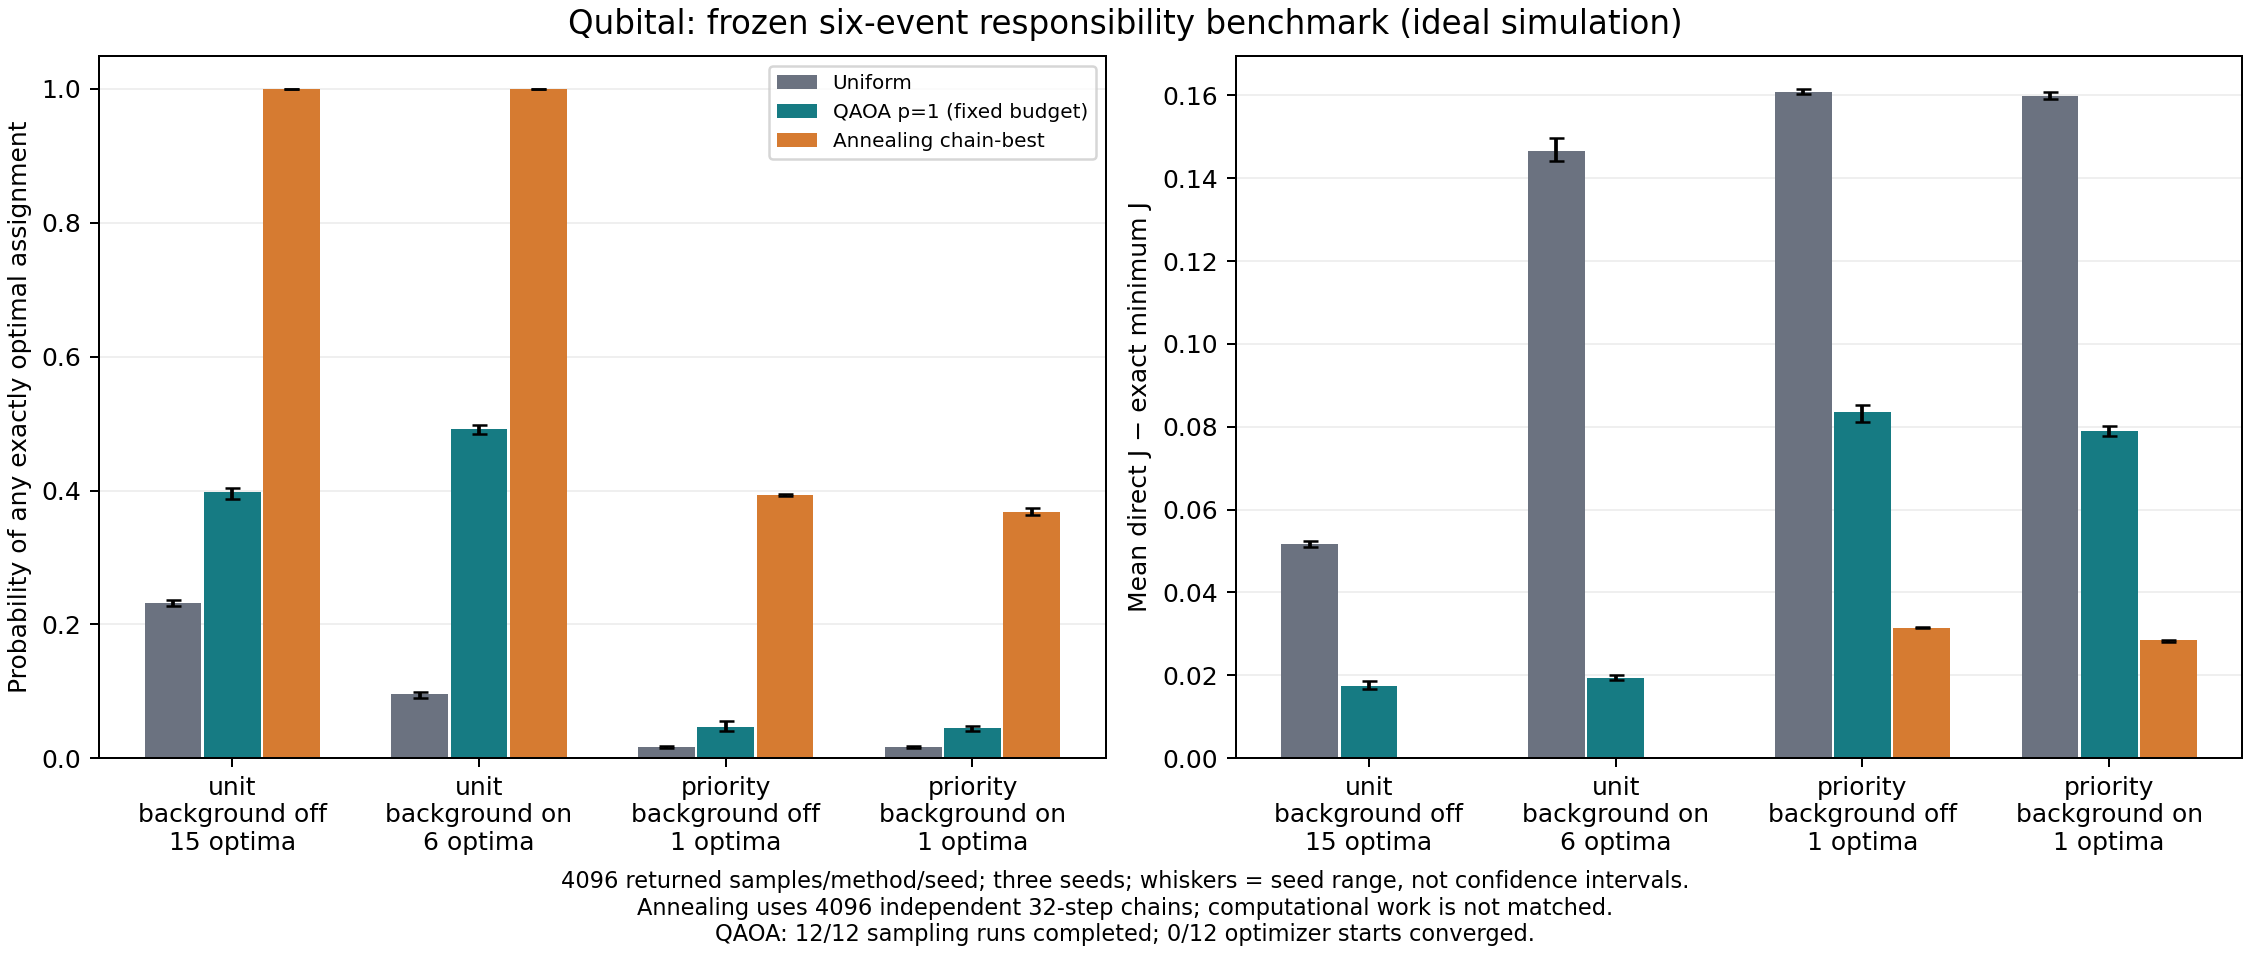 Qubital: frozen six-event responsibility benchmark (ideal simulation)
Probability of any exactly optimal assignment
1.0
0.8
0.6
0.4
0.2
0.0
Uniform
QAOA p=1 (fixed budget)
Annealing chain-best
unit
background off
15 optima
unit
background on
6 optima
priority
background off
1 optima
priority
background on
1 optima
Mean direct J − exact minimum J
0.16
0.14
0.12
0.10
0.08
0.06
0.04
0.02
0.00
unit
background off
15 optima
unit
background on
6 optima
priority
background off
1 optima
priority
background on
1 optima
4096 returned samples/method/seed; three seeds; whiskers = seed range, not confidence intervals.
Annealing uses 4096 independent 32-step chains; computational work is not matched.
QAOA: 12/12 sampling runs completed; 0/12 optimizer starts converged.